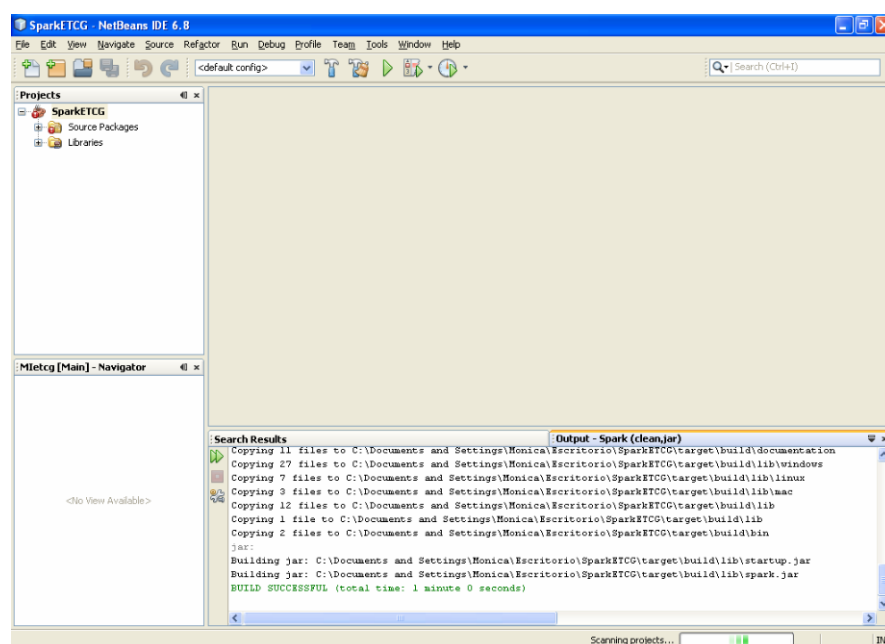 SparkETCG - NetBeans IDE 6.8
File Edit View Navigate Source Refactor Run Debug Profile Team Tools Window Help
<default config>
Search (Ctrl+I)
Projects
SparkETCG
Source Packages
Libraries
MIetcg [Main] - Navigator
<No View Available>
Search Results
Output - Spark (clean,jar)
Copying 11 files to C:\Documents and Settings\Monica\Escritorio\SparkETCG\target\build\documentation
Copying 27 files to C:\Documents and Settings\Monica\Escritorio\SparkETCG\target\build\lib\windows
Copying 7 files to C:\Documents and Settings\Monica\Escritorio\SparkETCG\target\build\lib\linux
Copying 3 files to C:\Documents and Settings\Monica\Escritorio\SparkETCG\target\build\lib\mac
Copying 12 files to C:\Documents and Settings\Monica\Escritorio\SparkETCG\target\build\lib
Copying 1 file to C:\Documents and Settings\Monica\Escritorio\SparkETCG\target\build\lib
Copying 2 files to C:\Documents and Settings\Monica\Escritorio\SparkETCG\target\build\bin
jar:
Building jar: C:\Documents and Settings\Monica\Escritorio\SparkETCG\target\build\lib\startup.jar
Building jar: C:\Documents and Settings\Monica\Escritorio\SparkETCG\target\build\lib\spark.jar
BUILD SUCCESSFUL (total time: 1 minute 0 seconds)
Scanning projects...
IN